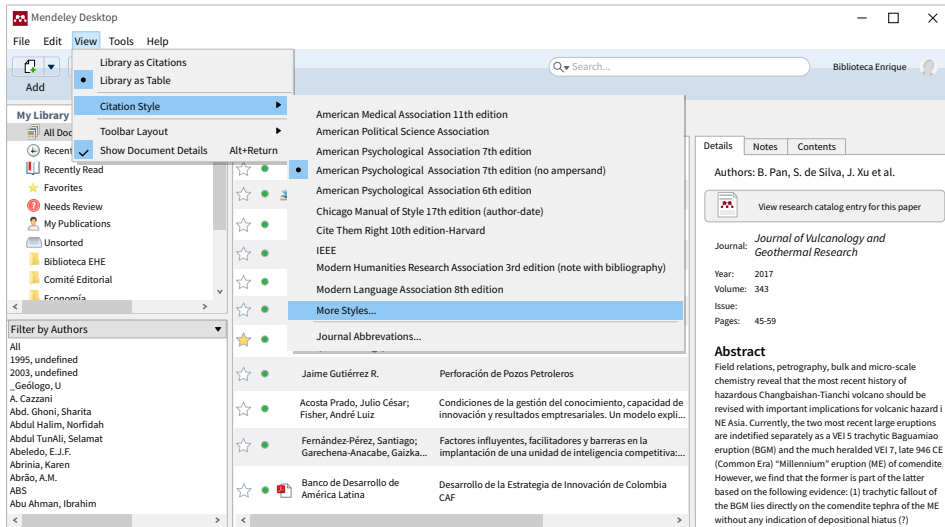 Mendeley Desktop
File Edit View Tools Help
Add
Search...
Biblioteca Enrique
Library as Citations
Library as Table
Citation Style
Toolbar Layout
Show Document Details Alt+Return
American Medical Association 11th edition
American Political Science Association
American Psychological Association 7th edition
American Psychological Association 7th edition (no ampersand)
American Psychological Association 6th edition
Chicago Manual of Style 17th edition (author-date)
Cite Them Right 10th edition-Harvard
IEEE
Modern Humanities Research Association 3rd edition (note with bibliography)
Modern Language Association 8th edition
More Styles...
Journal Abbrevations...
My Library
All Doc
Recent
Recently Read
Favorites
Needs Review
My Publications
Unsorted
Biblioteca EHE
Comité Editorial
Economía
Filter by Authors
All
1995, undefined
2003, undefined
_Geólogo, U
A. Cazzani
Abd. Ghoni, Sharita
Abdul Halim, Norfidah
Abdul TunAli, Selamat
Abeledo, E.J.F.
Abrinia, Karen
Abrão, A.M.
ABS
Abu Ahman, Ibrahim
Jaime Gutiérrez R. Perforación de Pozos Petroleros
Acosta Prado, Julio César; Condiciones de la gestión del conocimiento, capacidad de
Fisher, André Luiz innovación y resultados emptresariales. Un modelo expli...
Fernández-Pérez, Santiago; Factores influyentes, facilitadores y barreras en la
Garechena-Anacabe, Gaizka... implantación de una unidad de inteligencia competitiva:...
Banco de Desarrollo de Desarrollo de la Estrategia de Innovación de Colombia
América Latina CAF
Details Notes Contents
Authors: B. Pan, S. de Silva, J. Xu et al.
View research catalog entry for this paper
Journal: Journal of Vulcanology and
Geothermal Research
Year: 2017
Volume: 343
Issue:
Pages: 45-59
Abstract
Field relations, petrography, bulk and micro-scale
chemistry reveal that the most recent history of
hazardous Changbaishan-Tianchi volcano should be
revised with important implications for volcanic hazard i
NE Asia. Currently, the two most recent large eruptions
are indetified separately as a VEI 5 trachytic Baguamiao
eruption (BGM) and the much heralded VEI 7, late 946 CE
(Common Era) “Millennium” eruption (ME) of comendite,
However, we find that the former is part of the latter
based on the following evidence: (1) trachytic fallout of
the BGM lies directly on the comendite tephra of the ME
without any indication of depositional hiatus (?)